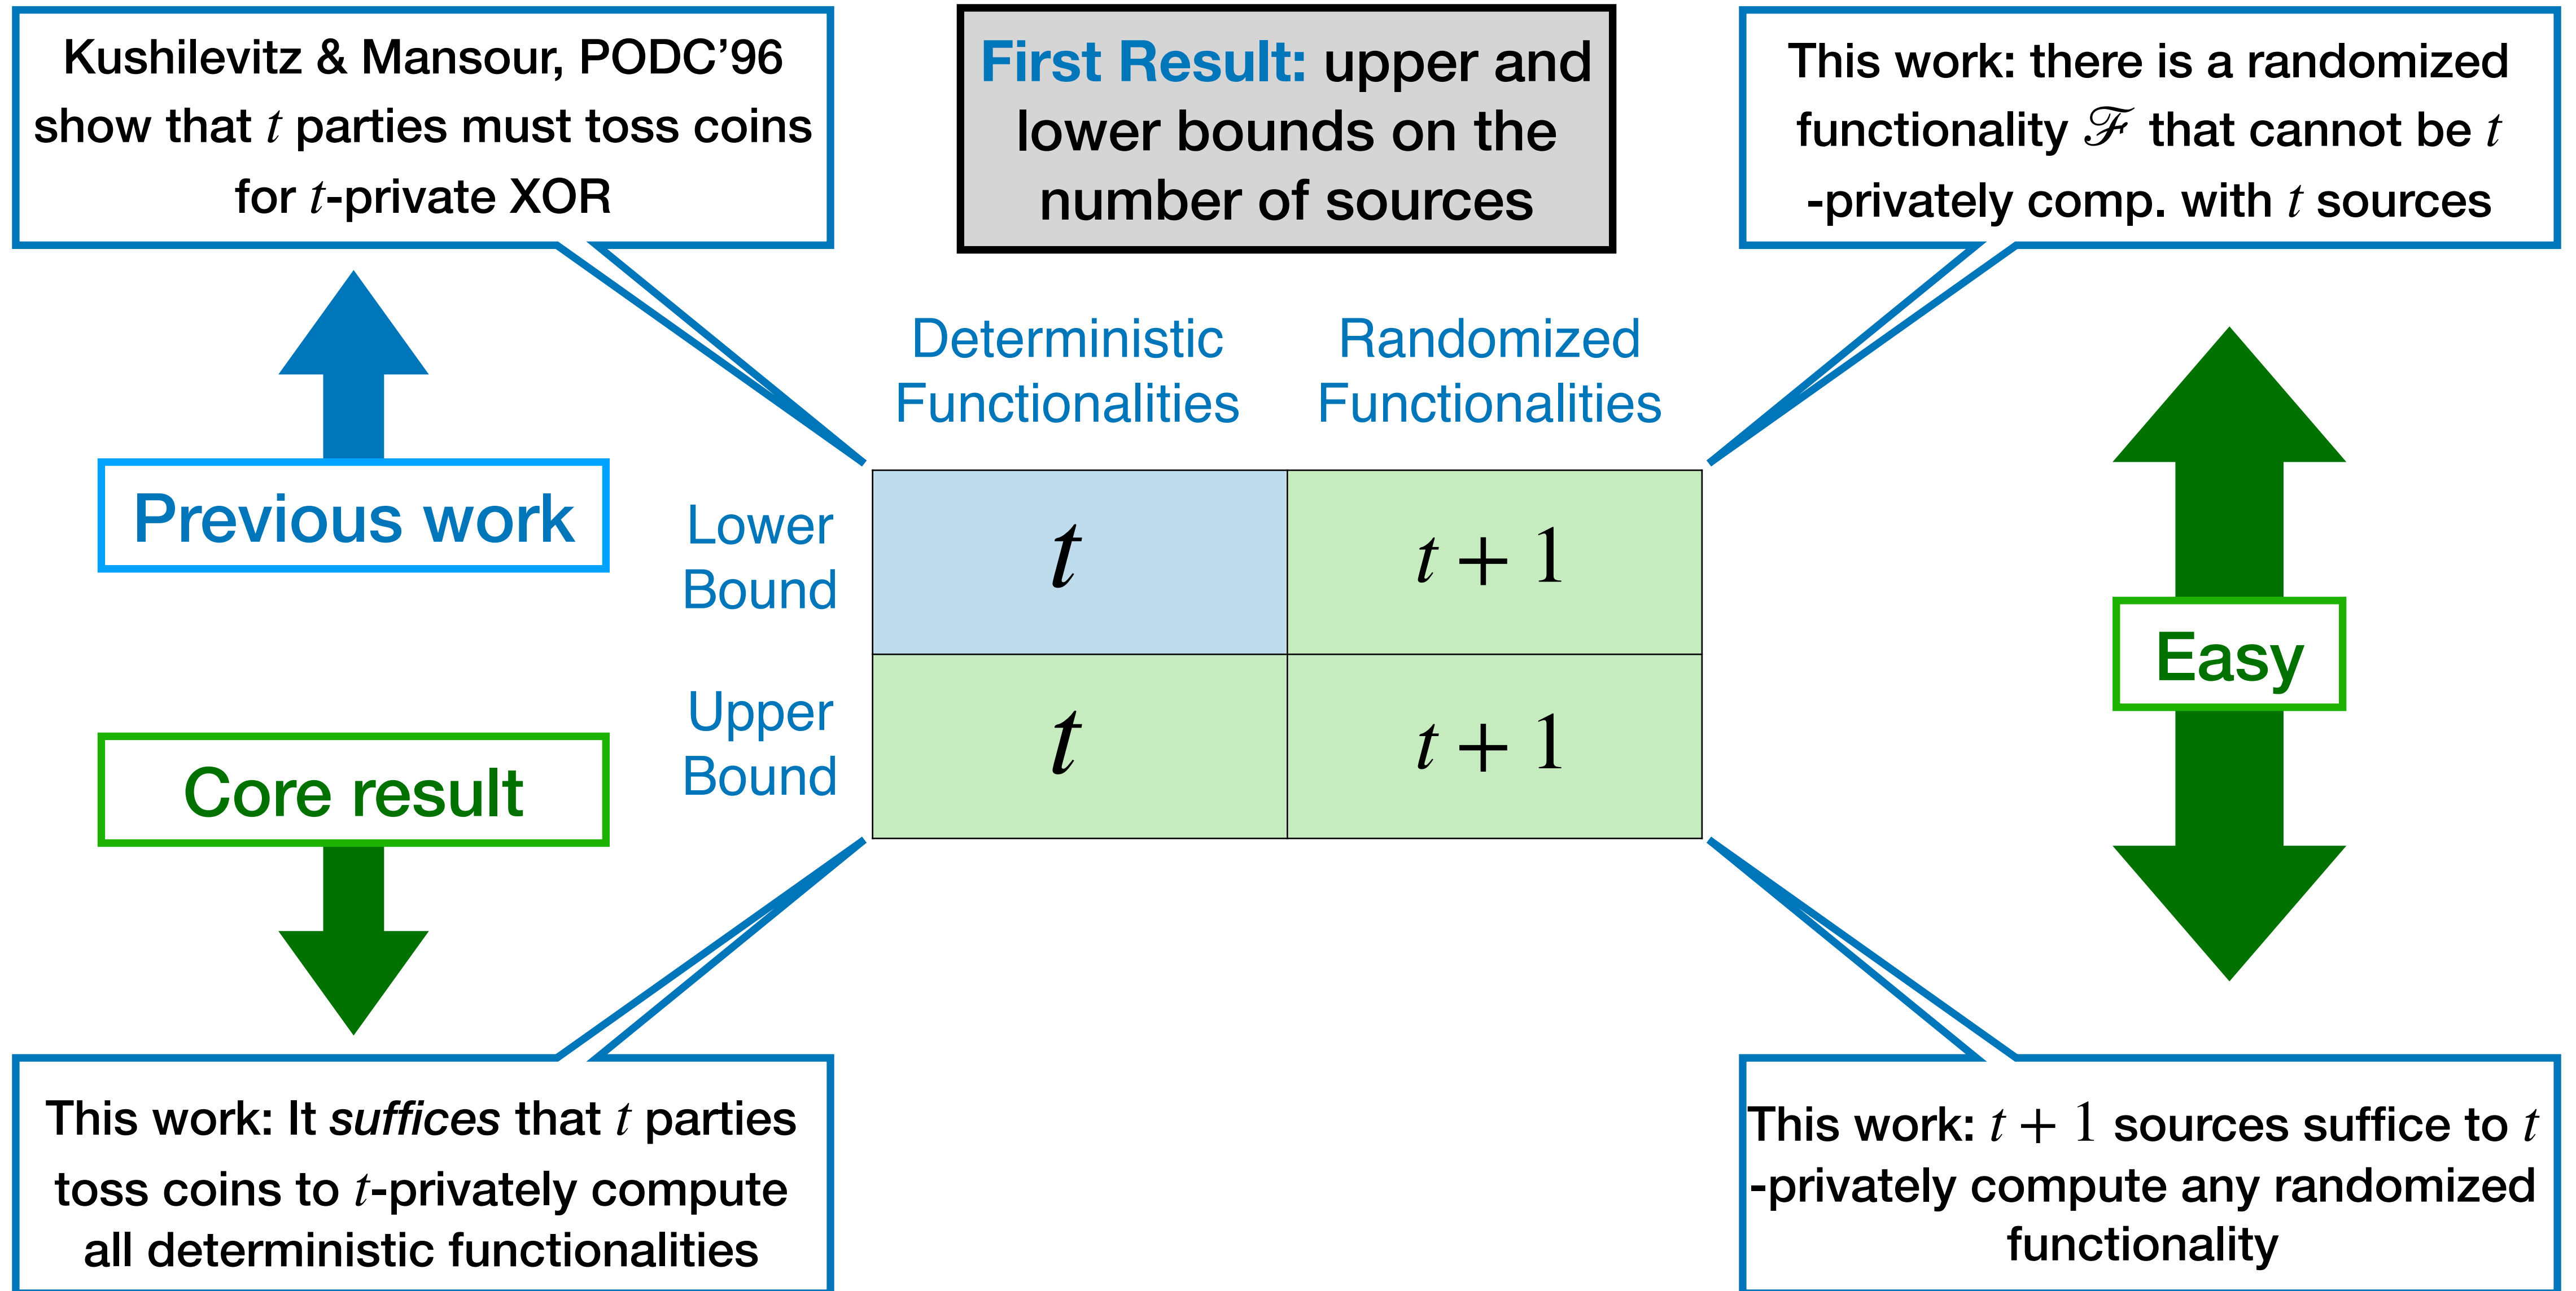 Kushilevitz & Mansour, PODC’96
show that t parties must toss coins
for t-private XOR
First Result: upper and
lower bounds on the
number of sources
This work: there is a randomized
functionality ℱ that cannot be t
-privately comp. with t sources
Deterministic
Functionalities
Randomized
Functionalities
Previous work
Lower
Bound
t
t + 1
Easy
Core result
Upper
Bound
t
t + 1
This work: It suffices that t parties
toss coins to t-privately compute
all deterministic functionalities
This work: t + 1 sources suffice to t
-privately compute any randomized
functionality